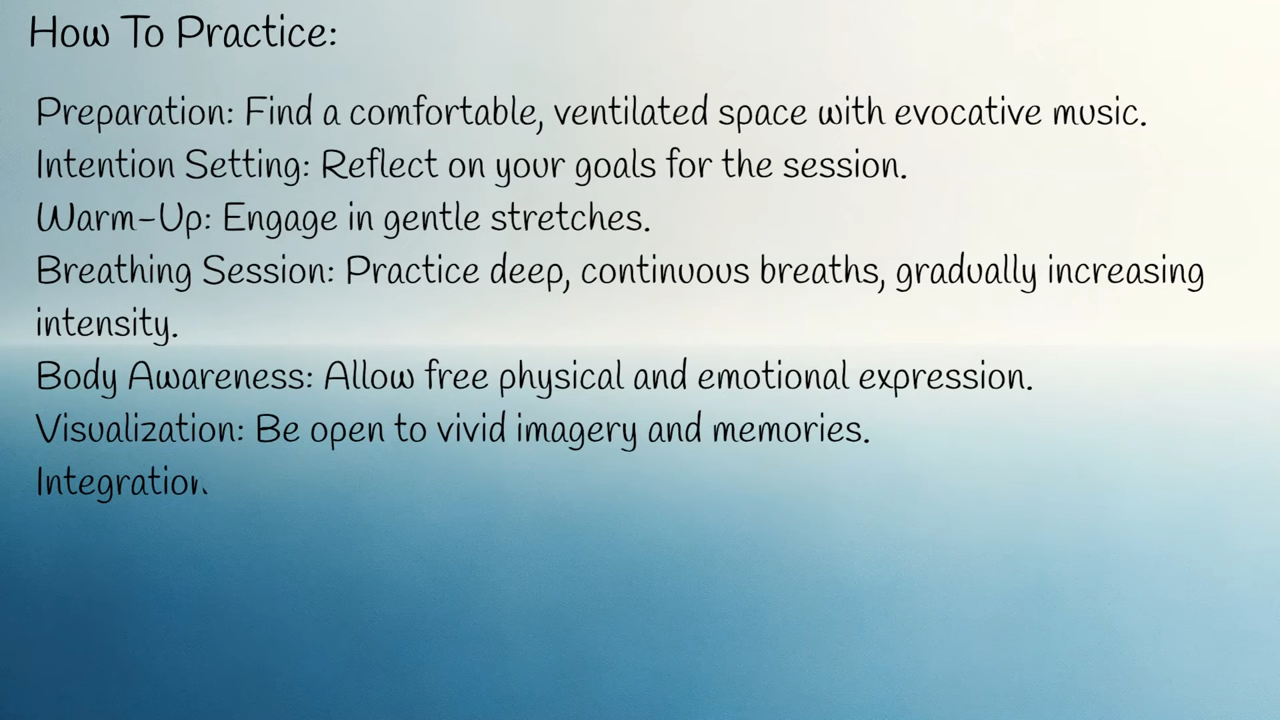 How To Practice:
Preparation: Find a comfortable, ventilated space with evocative music.
Intention Setting: Reflect on your goals for the session.
Warm-Up: Engage in gentle stretches.
Breathing Session: Practice deep, continuous breaths, gradually increasing
intensity.
Body Awareness: Allow free physical and emotional expression.
Visualization: Be open to vivid imagery and memories.
Integration